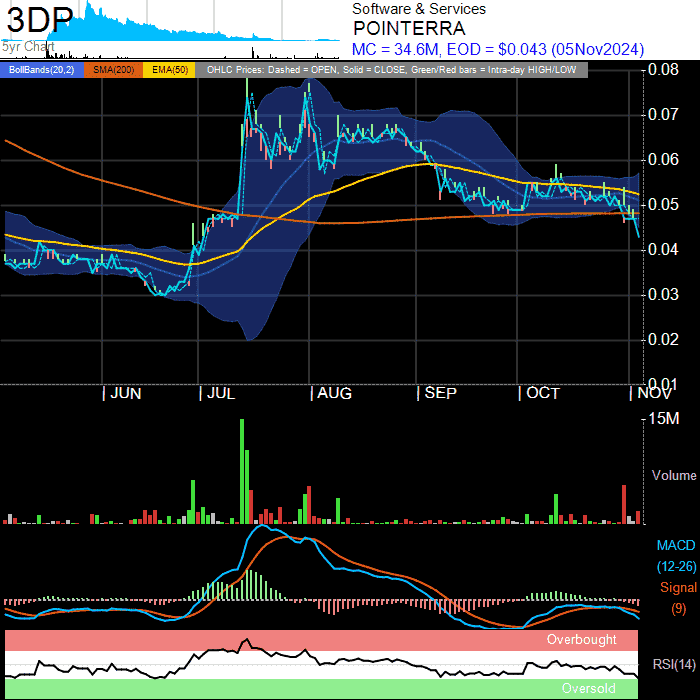 3DP
5yr Chart
Software & Services
POINTERRA
MC = 34.6M, EOD = $0.043 (05Nov2024)
BollBands(20,2) SMA(200) EMA(50) OHLC Prices: Dashed = OPEN, Solid = CLOSE, Green/Red bars = Intra-day HIGH/LOW
0.08
0.07
0.06
0.05
0.04
0.03
0.02
0.01
JUN JUL AUG SEP OCT NOV
15M
Volume
MACD
(12-26)
Signal
(9)
Overbought
RSI(14)
Oversold